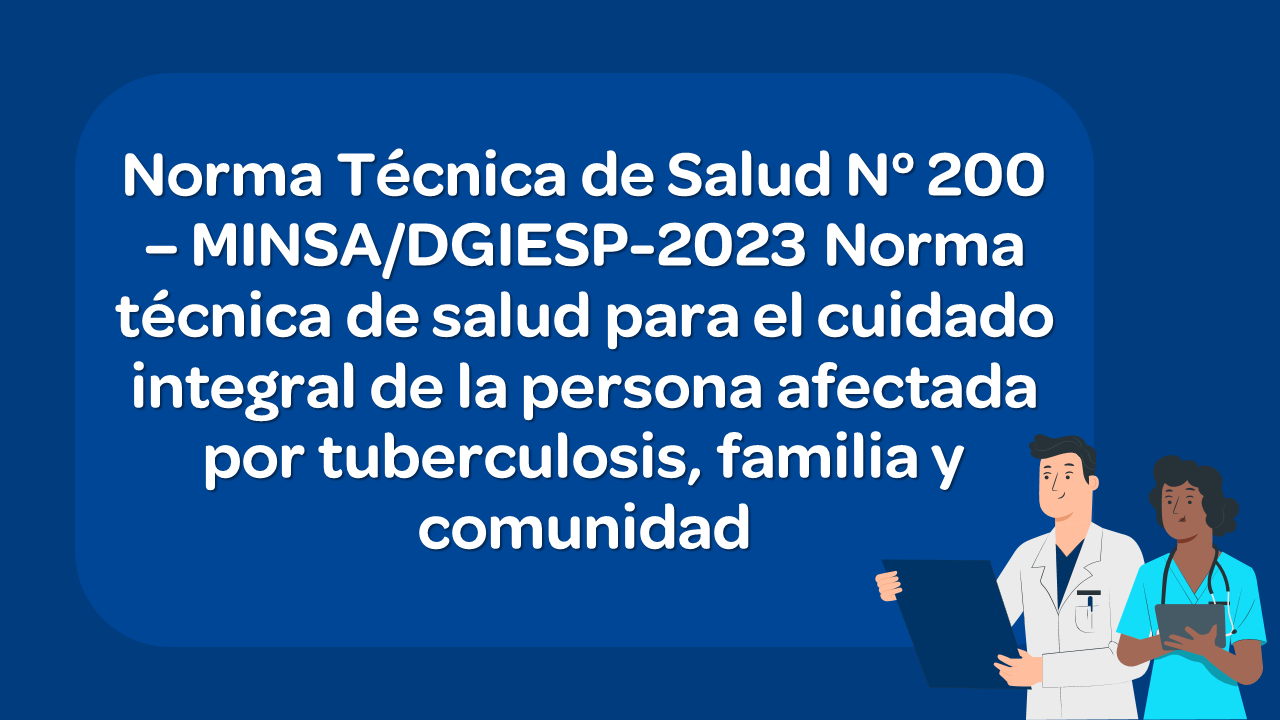 Norma Técnica de Salud N° 200
– MINSA/DGIESP-2023 Norma
técnica de salud para el cuidado
integral de la persona afectada
por tuberculosis, familia y
comunidad